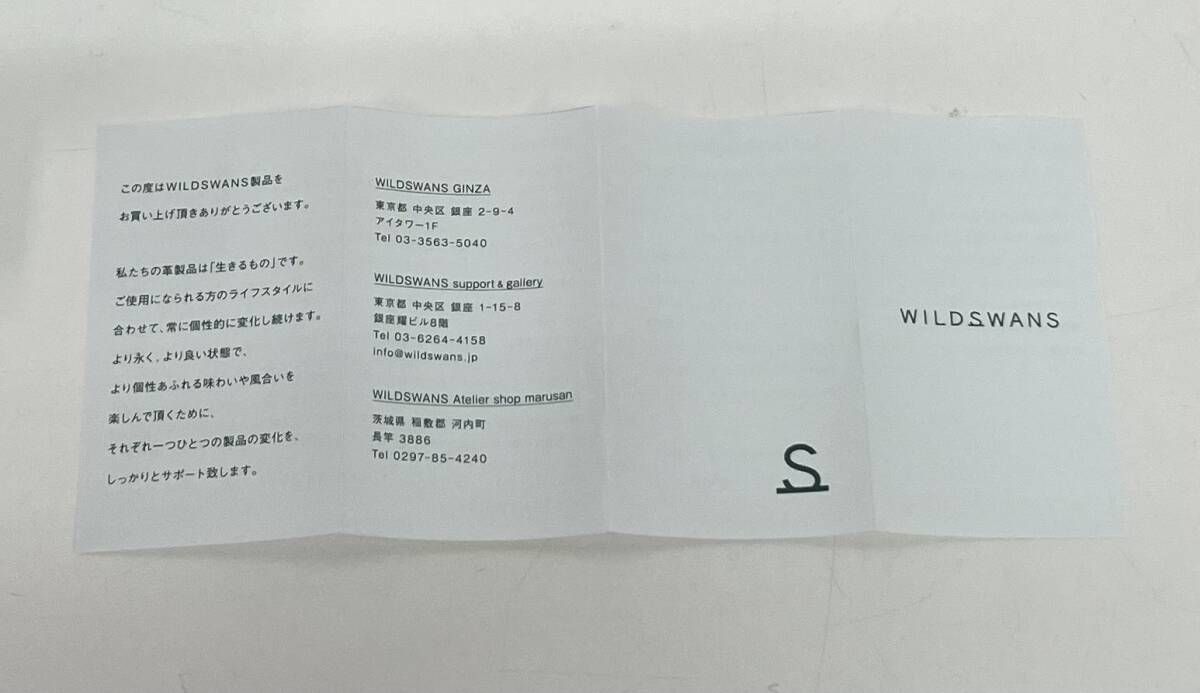 この度はWILDSWANS製品を
お買い上げ頂きありがとうございます。
私たちの革製品は「生きるもの」です。
ご使用になられる方のライフスタイルに
合わせて、常に個性的に変化し続けます。
より永く、より良い状態で、
より個性あふれる味わいや風合いを
楽しんで頂くために、
それぞれ一つひとつの製品の変化を、
しっかりとサポート致します。
WILDSWANS GINZA
東京都 中央区 銀座 2-9-4
アイタワー1F
Tel 03-3563-5040
WILDSWANS support & gallery
東京都 中央区 銀座 1-15-8
銀座耀ビル8階
Tel 03-6264-4158
info@wildswans.jp
WILDSWANS Atelier shop marusan
茨城県 稲敷郡 河内町
長竿 3886
Tel 0297-85-4240
S
WILDSWANS